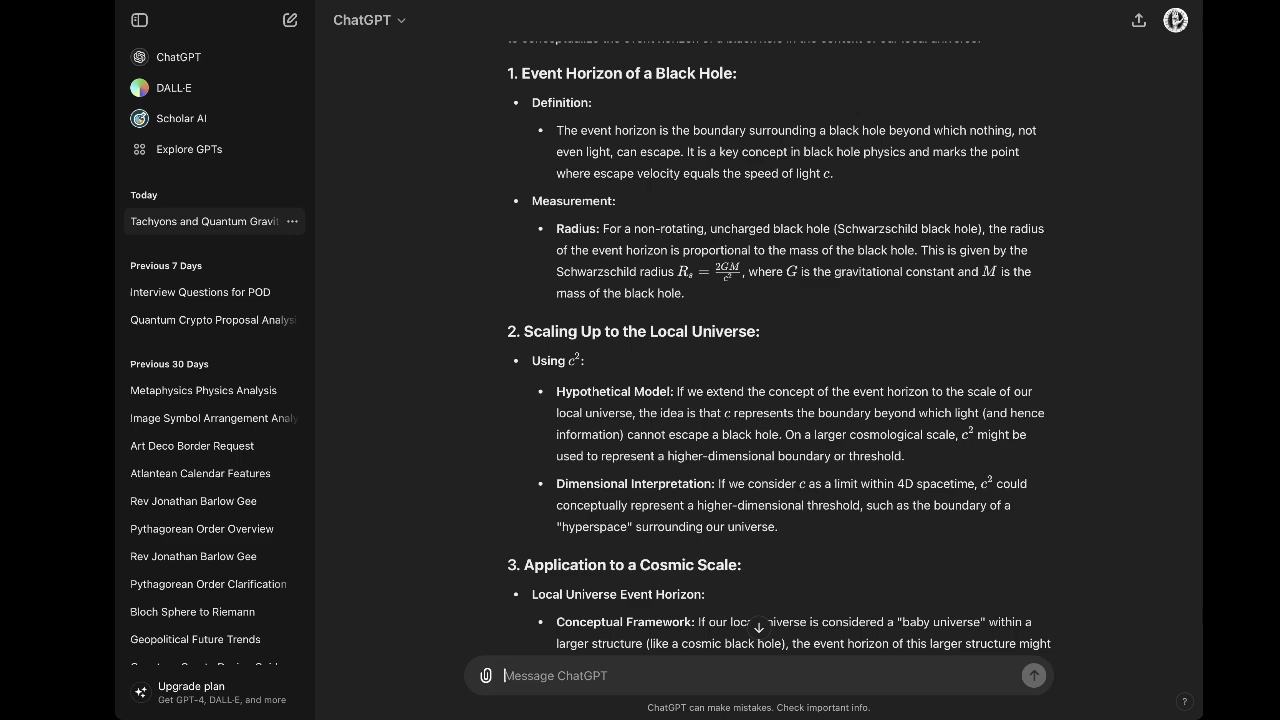 ChatGPT
DALL·E
Scholar AI
Explore GPTs
Today
Tachyons and Quantum Gravit
Previous 7 Days
Interview Questions for POD
Quantum Crypto Proposal Analysi
Previous 30 Days
Metaphysics Physics Analysis
Image Symbol Arrangement Analy
Art Deco Border Request
Atlantean Calendar Features
Rev Jonathan Barlow Gee
Pythagorean Order Overview
Rev Jonathan Barlow Gee
Pythagorean Order Clarification
Bloch Sphere to Riemann
Geopolitical Future Trends
Upgrade plan
Get GPT-4, DALL·E, and more
ChatGPT
1. Event Horizon of a Black Hole:
• Definition:
• The event horizon is the boundary surrounding a black hole beyond which nothing, not
even light, can escape. It is a key concept in black hole physics and marks the point
where escape velocity equals the speed of light c.
• Measurement:
• Radius: For a non-rotating, uncharged black hole (Schwarzschild black hole), the radius
of the event horizon is proportional to the mass of the black hole. This is given by the
Schwarzschild radius Rₛ = 2GM/c², where G is the gravitational constant and M is the
mass of the black hole.
2. Scaling Up to the Local Universe:
• Using c²:
• Hypothetical Model: If we extend the concept of the event horizon to the scale of our
local universe, the idea is that c represents the boundary beyond which light (and hence
information) cannot escape a black hole. On a larger cosmological scale, c² might be
used to represent a higher-dimensional boundary or threshold.
• Dimensional Interpretation: If we consider c as a limit within 4D spacetime, c² could
conceptually represent a higher-dimensional threshold, such as the boundary of a
"hyperspace" surrounding our universe.
3. Application to a Cosmic Scale:
• Local Universe Event Horizon:
• Conceptual Framework: If our local universe is considered a "baby universe" within a
larger structure (like a cosmic black hole), the event horizon of this larger structure might
Message ChatGPT
ChatGPT can make mistakes. Check important info.
?